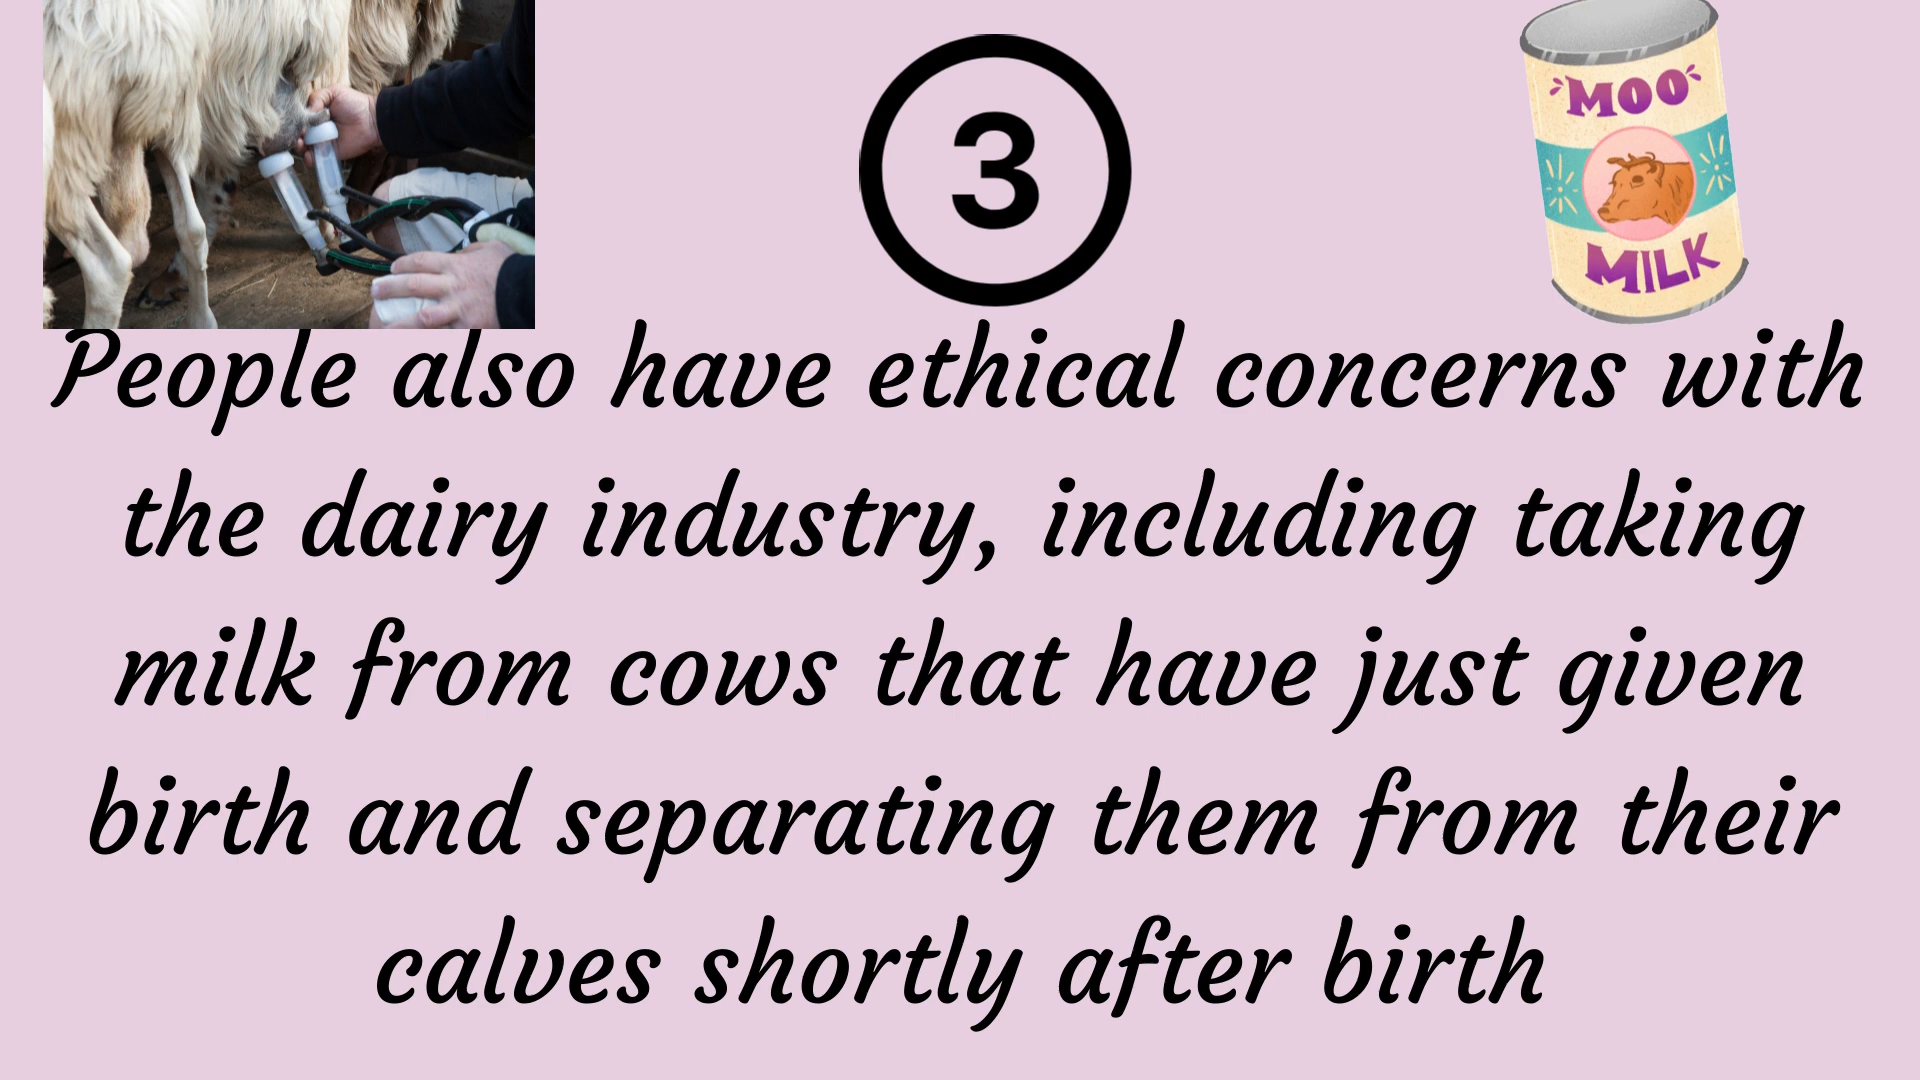 3
MOO
MILK
People also have ethical concerns with
the dairy industry, including taking
milk from cows that have just given
birth and separating them from their
calves shortly after birth